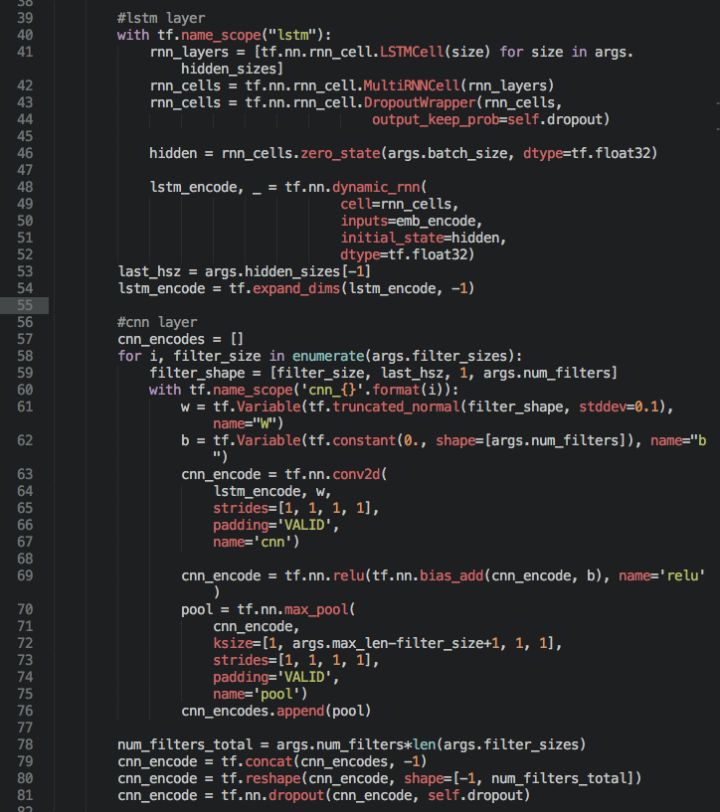 38
39 #lstm layer
40 with tf.name_scope("lstm"):
41 rnn_layers = [tf.nn.rnn_cell.LSTMCell(size) for size in args.
hidden_sizes]
42 rnn_cells = tf.nn.rnn_cell.MultiRNNCell(rnn_layers)
43 rnn_cells = tf.nn.rnn_cell.DropoutWrapper(rnn_cells,
44 output_keep_prob=self.dropout)
45
46 hidden = rnn_cells.zero_state(args.batch_size, dtype=tf.float32)
47
48 lstm_encode, _ = tf.nn.dynamic_rnn(
49 cell=rnn_cells,
50 inputs=emb_encode,
51 initial_state=hidden,
52 dtype=tf.float32)
53 last_hsz = args.hidden_sizes[-1]
54 lstm_encode = tf.expand_dims(lstm_encode, -1)
55
56 #cnn layer
57 cnn_encodes = []
58 for i, filter_size in enumerate(args.filter_sizes):
59 filter_shape = [filter_size, last_hsz, 1, args.num_filters]
60 with tf.name_scope('cnn_{}'.format(i)):
61 w = tf.Variable(tf.truncated_normal(filter_shape, stddev=0.1),
name="W")
62 b = tf.Variable(tf.constant(0., shape=[args.num_filters]), name="b
")
63 cnn_encode = tf.nn.conv2d(
64 lstm_encode, w,
65 strides=[1, 1, 1, 1],
66 padding='VALID',
67 name='cnn')
68
69 cnn_encode = tf.nn.relu(tf.nn.bias_add(cnn_encode, b), name='relu'
)
70 pool = tf.nn.max_pool(
71 cnn_encode,
72 ksize=[1, args.max_len-filter_size+1, 1, 1],
73 strides=[1, 1, 1, 1],
74 padding='VALID',
75 name='pool')
76 cnn_encodes.append(pool)
77
78 num_filters_total = args.num_filters*len(args.filter_sizes)
79 cnn_encode = tf.concat(cnn_encodes, -1)
80 cnn_encode = tf.reshape(cnn_encode, shape=[-1, num_filters_total])
81 cnn_encode = tf.nn.dropout(cnn_encode, self.dropout)
82